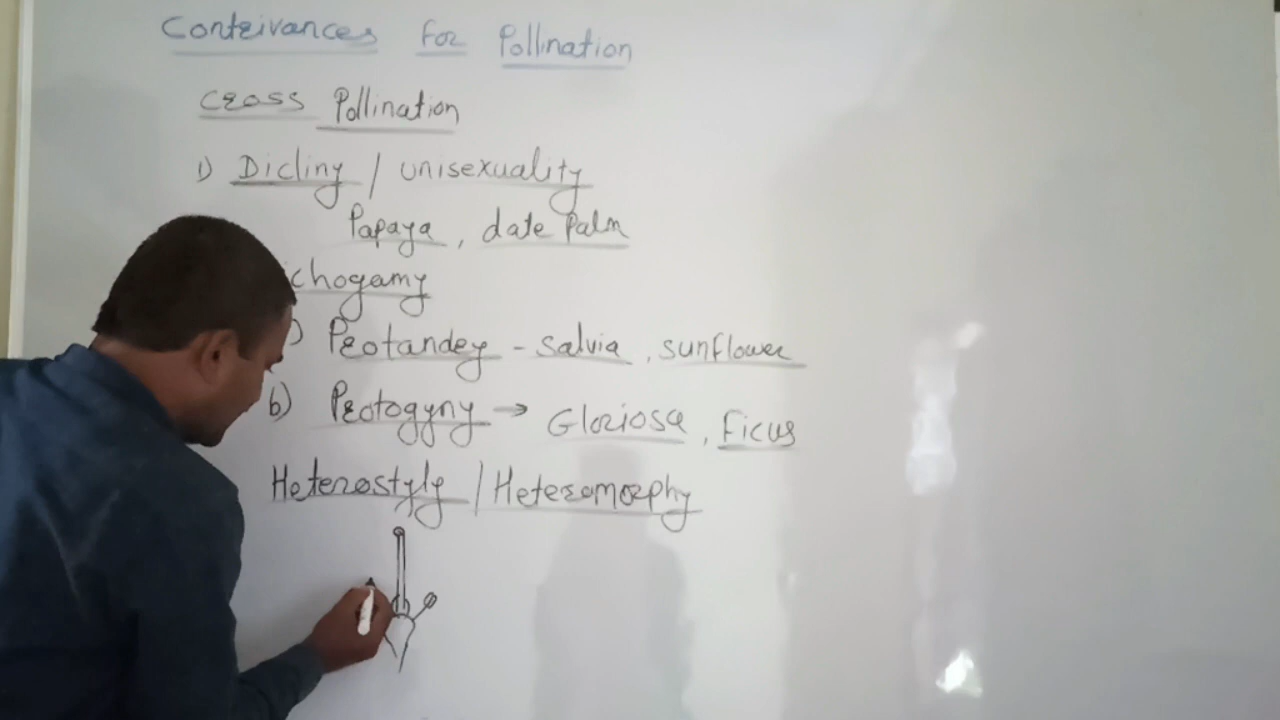 Contrivances for Pollination
Cross Pollination
1) Dicliny / Unisexuality
Papaya, date Palm
chogamy
) Protandry - Salvia, sunflower
b) Protogyny → Gloriosa, Ficus
Heterostyly / Heteromorphy